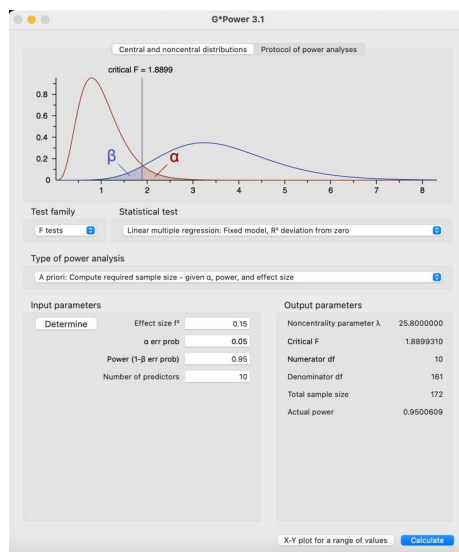 G*Power 3.1
Central and noncentral distributions Protocol of power analyses
critical F = 1.8899
0.8
0.6
0.4
0.2
0
β α
1 2 3 4 5 6 7 8
Test family Statistical test
F tests Linear multiple regression: Fixed model, R² deviation from zero
Type of power analysis
A priori: Compute required sample size - given α, power, and effect size
Input parameters Output parameters
Determine Effect size f² 0.15 Noncentrality parameter λ 25.8000000
α err prob 0.05 Critical F 1.8899310
Power (1-β err prob) 0.95 Numerator df 10
Number of predictors 10 Denominator df 161
Total sample size 172
Actual power 0.9500609
X-Y plot for a range of values Calculate